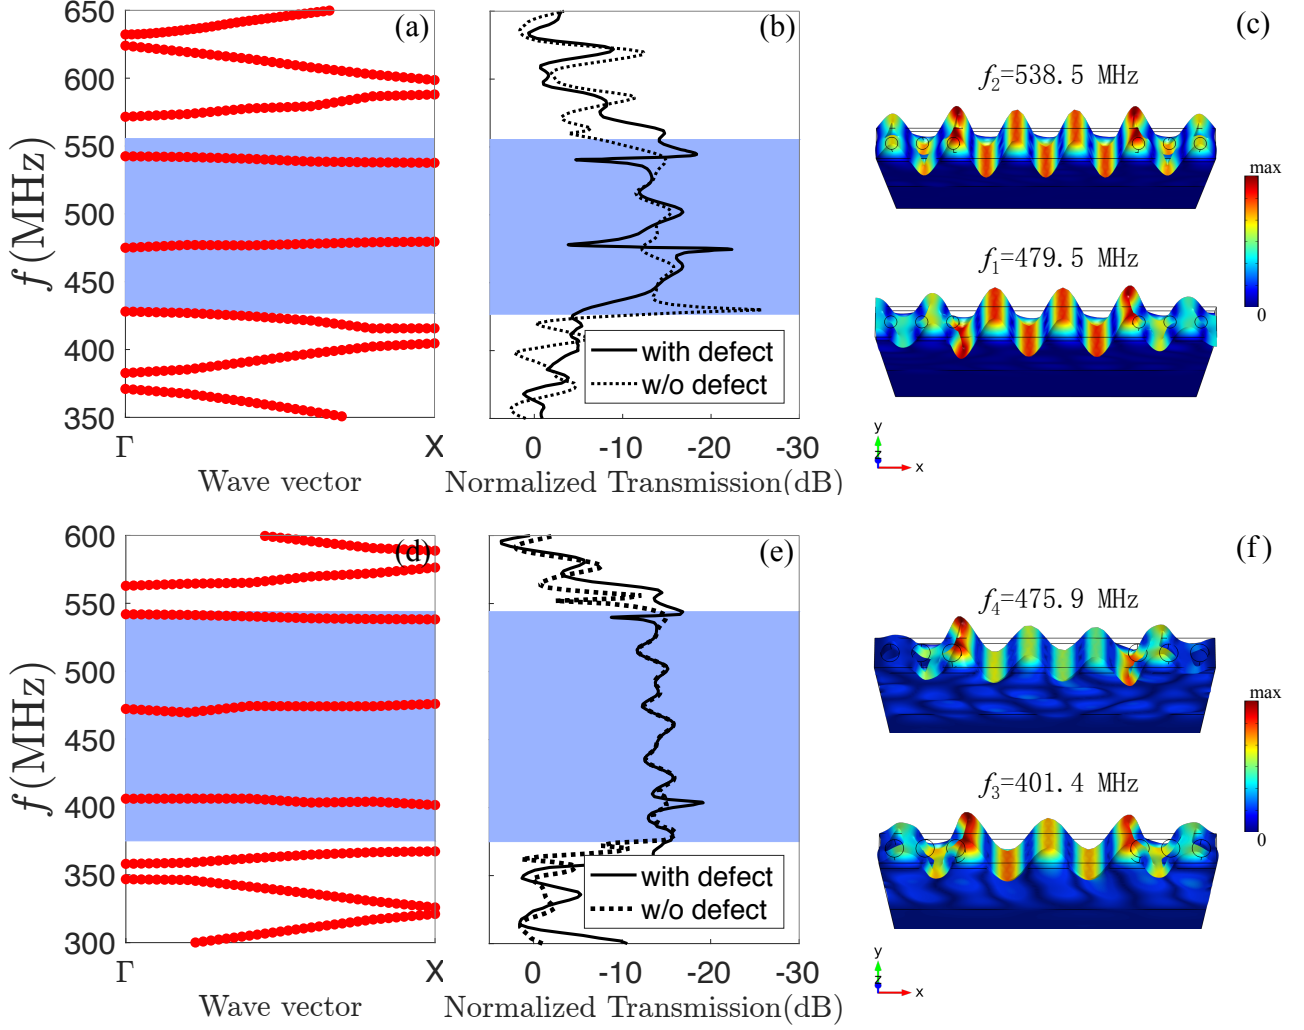 (a)
650
600
550
500
450
400
350
f(MHz)
Γ
X
Wave vector
(b)
with defect
w/o defect
0
-10
-20
-30
Normalized Transmission(dB)
(c)
f2=538.5 MHz
f1=479.5 MHz
max
0
y
z
x
(d)
600
550
500
450
400
350
300
f(MHz)
Γ
X
Wave vector
(e)
with defect
w/o defect
0
-10
-20
-30
Normalized Transmission(dB)
(f)
f4=475.9 MHz
f3=401.4 MHz
max
0
y
z
x